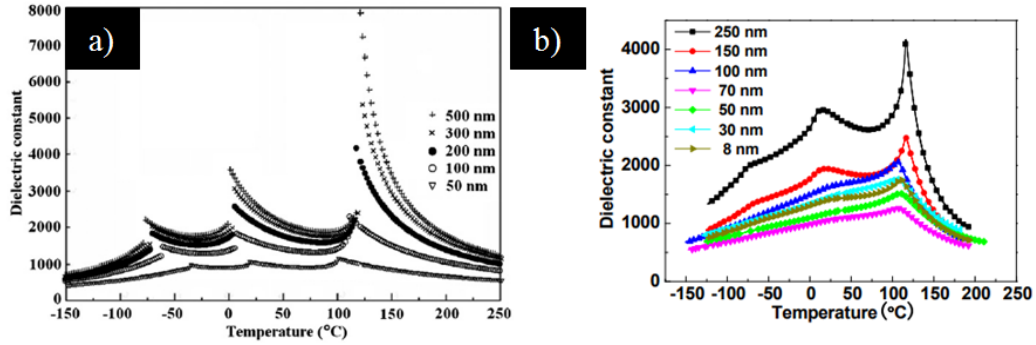 a)
8000
7000
6000
5000
4000
3000
2000
1000
0
Dielectric constant
-150
-100
-50
0
50
100
150
200
250
Temperature (°C)
+ 500 nm
× 300 nm
● 200 nm
○ 100 nm
▽ 50 nm
b)
4000
3000
2000
1000
0
Dielectric constant
-150
-100
-50
0
50
100
150
200
250
Temperature (°C)
250 nm
150 nm
100 nm
70 nm
50 nm
30 nm
8 nm